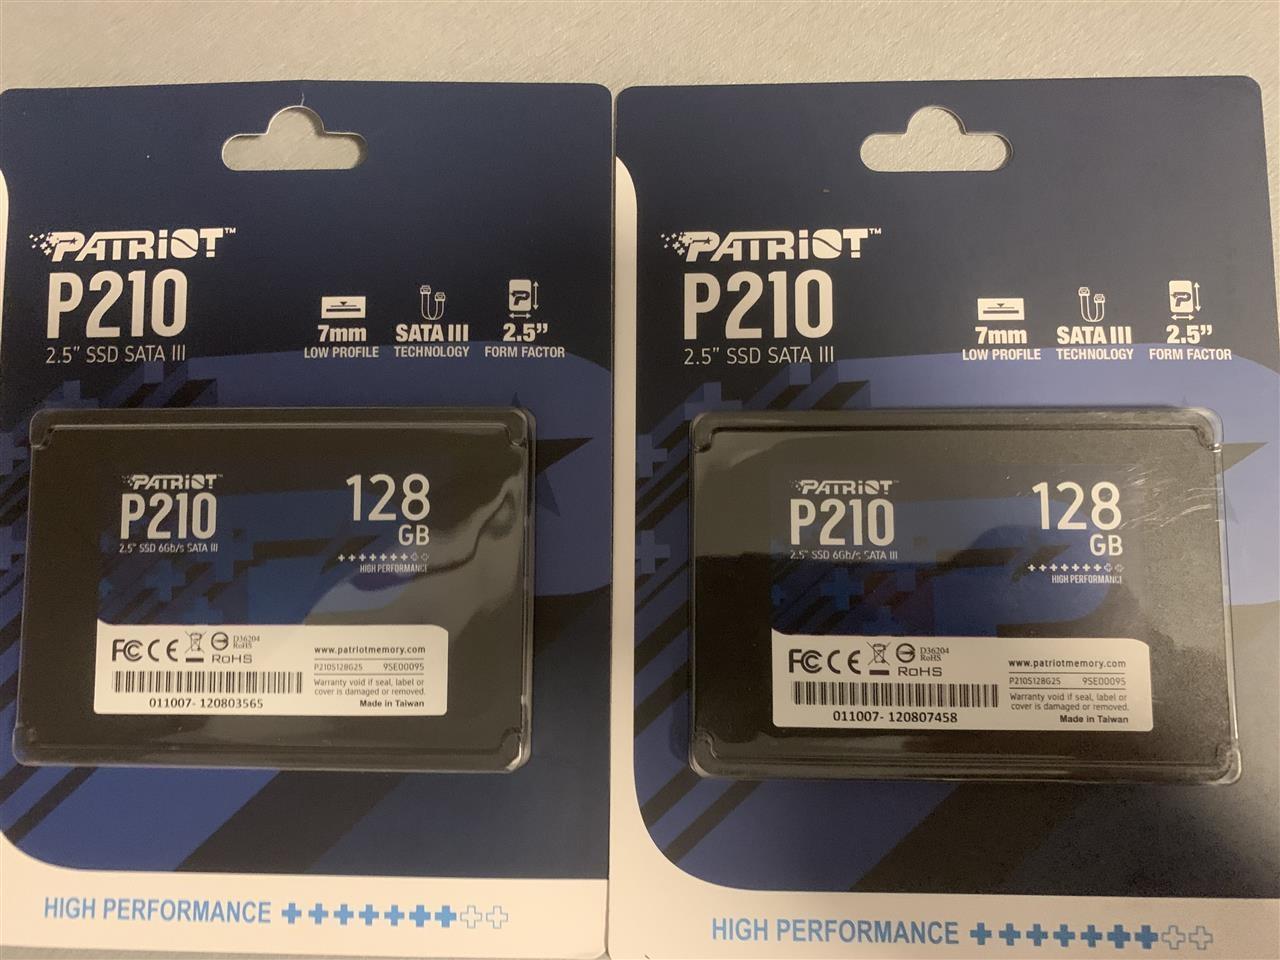 PATRiOT™
P210
2.5" SSD SATA III
7mm
LOW PROFILE
SATA III
TECHNOLOGY
2.5"
FORM FACTOR
PATRiOT
P210
2.5" SSD 6Gb/s SATA III
128
GB
HIGH PERFORMANCE
FC CE
D36204
RoHS
RoHS
www.patriotmemory.com
P210S128G25 9SE00095
Warranty void if seal, label or
cover is damaged or removed.
Made in Taiwan
011007- 120803565
HIGH PERFORMANCE
PATRiOT™
P210
2.5" SSD SATA III
7mm
LOW PROFILE
SATA III
TECHNOLOGY
2.5"
FORM FACTOR
PATRiOT
P210
2.5" SSD 6Gb/s SATA III
128
GB
HIGH PERFORMANCE
FC CE
D36204
RoHS
RoHS
www.patriotmemory.com
P210S128G25 9SE00095
Warranty void if seal, label or
cover is damaged or removed.
Made in Taiwan
011007- 120807458
HIGH PERFORMANCE